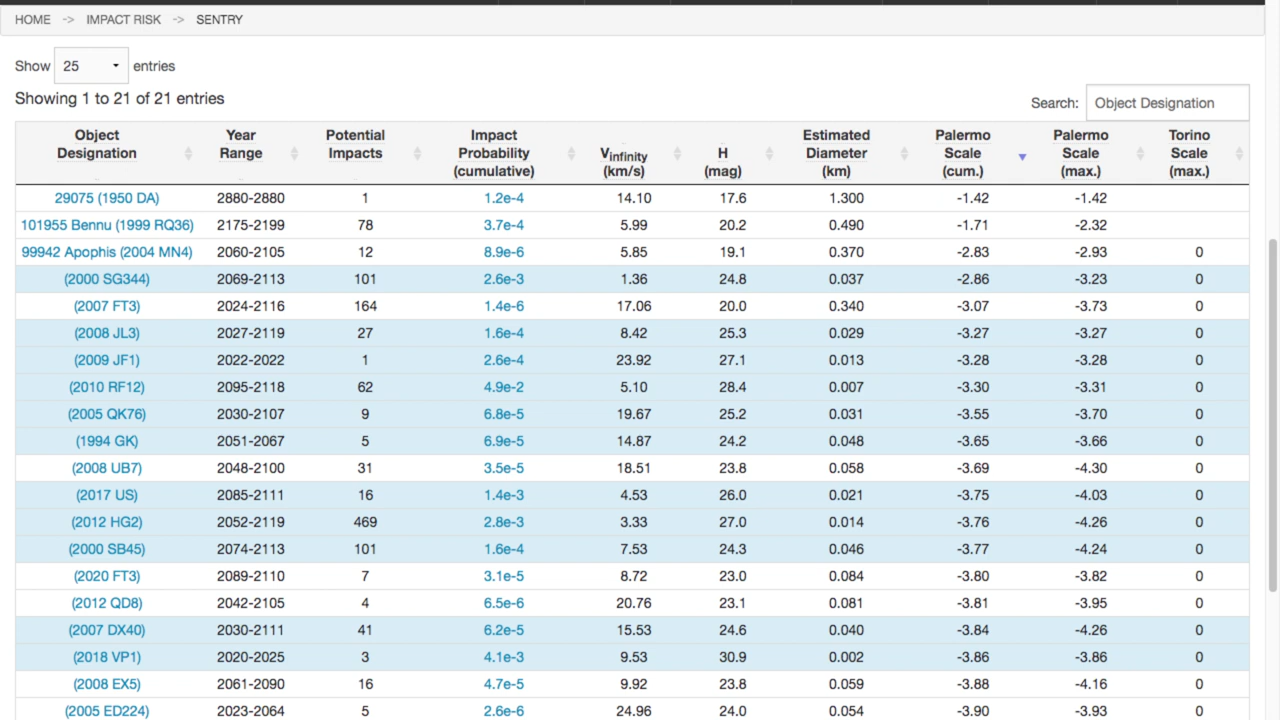 HOME -> IMPACT RISK -> SENTRY
Show 25 entries
Showing 1 to 21 of 21 entries
Search: Object Designation
Object Designation Year Range Potential Impacts Impact Probability (cumulative) Vinfinity (km/s) H (mag) Estimated Diameter (km) Palermo Scale (cum.) Palermo Scale (max.) Torino Scale (max.)
29075 (1950 DA) 2880-2880 1 1.2e-4 14.10 17.6 1.300 -1.42 -1.42
101955 Bennu (1999 RQ36) 2175-2199 78 3.7e-4 5.99 20.2 0.490 -1.71 -2.32
99942 Apophis (2004 MN4) 2060-2105 12 8.9e-6 5.85 19.1 0.370 -2.83 -2.93 0
(2000 SG344) 2069-2113 101 2.6e-3 1.36 24.8 0.037 -2.86 -3.23 0
(2007 FT3) 2024-2116 164 1.4e-6 17.06 20.0 0.340 -3.07 -3.73 0
(2008 JL3) 2027-2119 27 1.6e-4 8.42 25.3 0.029 -3.27 -3.27 0
(2009 JF1) 2022-2022 1 2.6e-4 23.92 27.1 0.013 -3.28 -3.28 0
(2010 RF12) 2095-2118 62 4.9e-2 5.10 28.4 0.007 -3.30 -3.31 0
(2005 QK76) 2030-2107 9 6.8e-5 19.67 25.2 0.031 -3.55 -3.70 0
(1994 GK) 2051-2067 5 6.9e-5 14.87 24.2 0.048 -3.65 -3.66 0
(2008 UB7) 2048-2100 31 3.5e-5 18.51 23.8 0.058 -3.69 -4.30 0
(2017 US) 2085-2111 16 1.4e-3 4.53 26.0 0.021 -3.75 -4.03 0
(2012 HG2) 2052-2119 469 2.8e-3 3.33 27.0 0.014 -3.76 -4.26 0
(2000 SB45) 2074-2113 101 1.6e-4 7.53 24.3 0.046 -3.77 -4.24 0
(2020 FT3) 2089-2110 7 3.1e-5 8.72 23.0 0.084 -3.80 -3.82 0
(2012 QD8) 2042-2105 4 6.5e-6 20.76 23.1 0.081 -3.81 -3.95 0
(2007 DX40) 2030-2111 41 6.2e-5 15.53 24.6 0.040 -3.84 -4.26 0
(2018 VP1) 2020-2025 3 4.1e-3 9.53 30.9 0.002 -3.86 -3.86 0
(2008 EX5) 2061-2090 16 4.7e-5 9.92 23.8 0.059 -3.88 -4.16 0
(2005 ED224) 2023-2064 5 2.6e-6 24.96 24.0 0.054 -3.90 -3.93 0